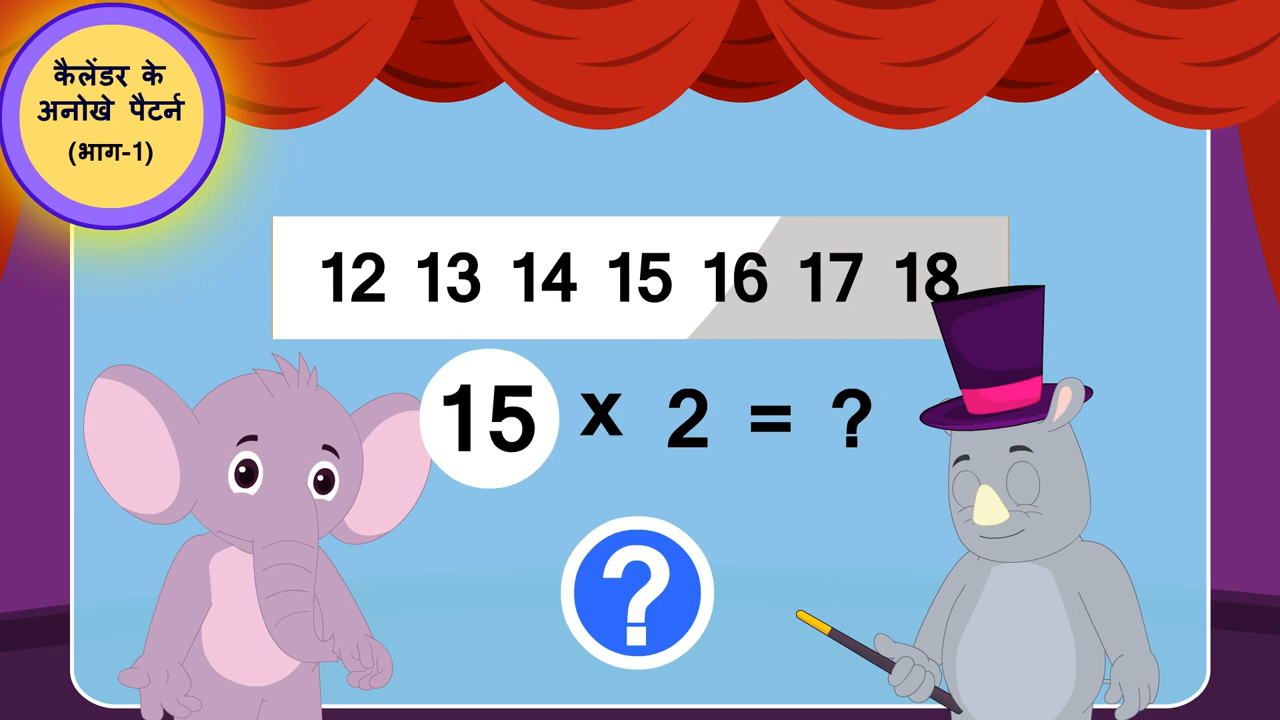 कैलेंडर के
अनोखे पैटर्न
(भाग-1)
12 13 14 15 16 17 18
15 x 2 = ?
?